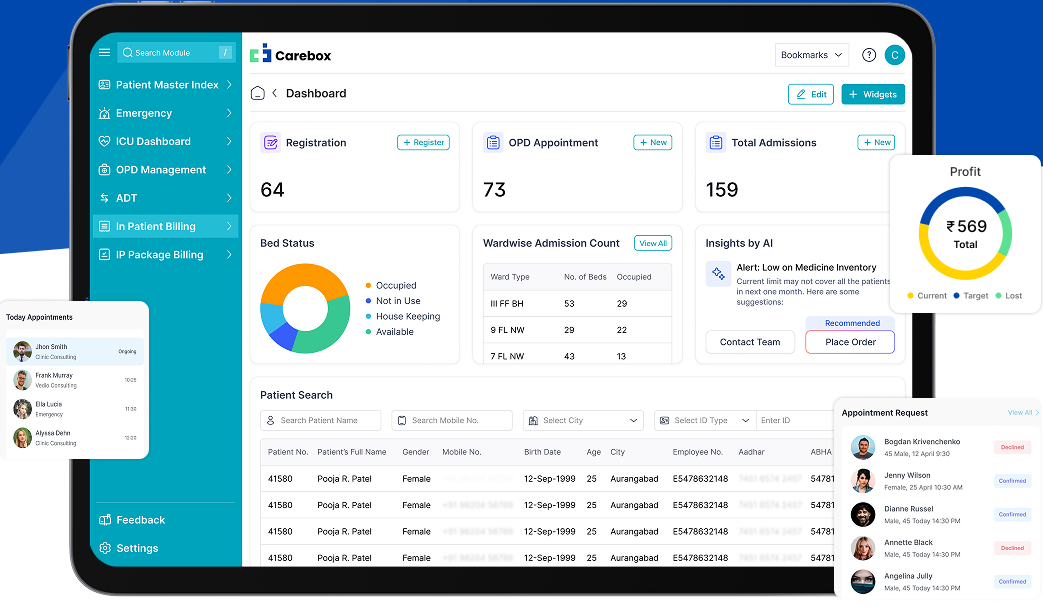 Search Module /
Patient Master Index
Emergency
ICU Dashboard
OPD Management
ADT
In Patient Billing
IP Package Billing
Feedback
Settings
Carebox
Bookmarks ? C
Dashboard
Edit + Widgets
Registration + Register
64
OPD Appointment + New
73
Total Admissions + New
159
Bed Status
Occupied
Not in Use
House Keeping
Available
Wardwise Admission Count View All
Ward Type No. of Beds Occupied
III FF BH 53 29
9 FL NW 29 22
7 FL NW 43 13
Insights by AI
Alert: Low on Medicine Inventory
Current limit may not cover all the patients
in next one month. Here are some
suggestions:
Recommended
Contact Team Place Order
Profit
₹569
Total
Current Target Lost
Today Appointments
Jhon Smith
Clinic Consulting
Ongoing
Frank Murray
Vedio Consulting
10:25
Ella Lucia
Emergency
11:30
Alyssa Dehn
Clinic Consulting
12:20
Patient Search
Search Patient Name Search Mobile No. Select City Select ID Type Enter ID
Patient No. Patient's Full Name Gender Mobile No. Birth Date Age City Employee No. Aadhar ABHA
41580 Pooja R. Patel Female 12-Sep-1999 25 Aurangabad E5478632148 54781
41580 Pooja R. Patel Female 12-Sep-1999 25 Aurangabad E5478632148 54781
41580 Pooja R. Patel Female 12-Sep-1999 25 Aurangabad E5478632148 54781
41580 Pooja R. Patel Female 12-Sep-1999 25 Aurangabad E5478632148 54781
Appointment Request View All
Bogdan Krivenchenko
45 Male, 12 April 9:30
Declined
Jenny Wilson
Female, 25 April 10:30 AM
Confirmed
Dianne Russel
Male, 45 Today 14:30 PM
Confirmed
Annette Black
Male, 45 Today 14:30 PM
Declined
Angelina Jully
Male, 45 Today 14:30 PM
Confirmed